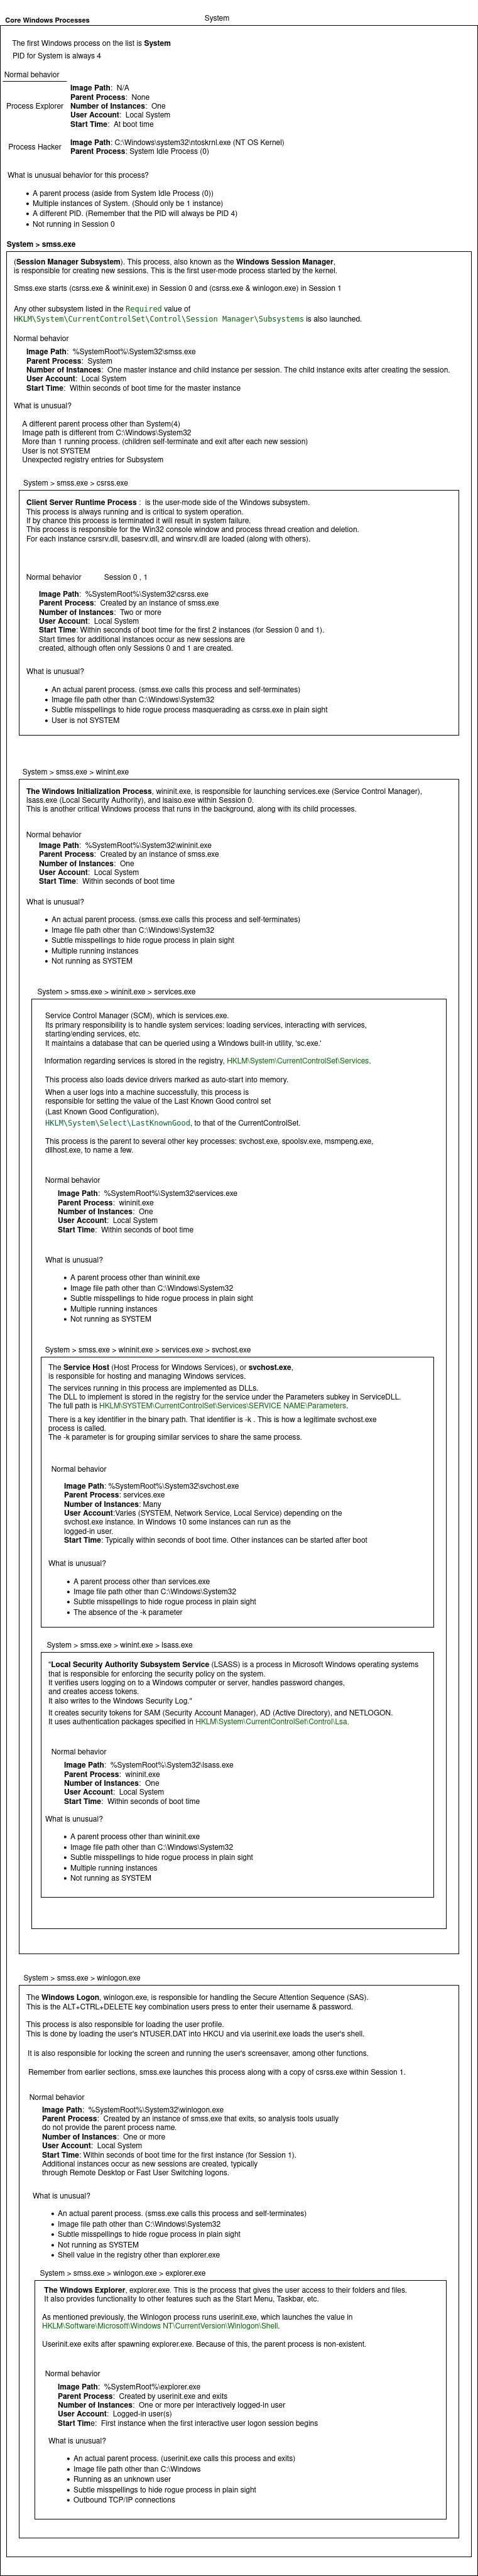 System
Core Windows Processes
The first Windows process on the list is System
PID for System is always 4
Normal behavior
Process Explorer
Image Path: N/A
Parent Process: None
Number of Instances: One
User Account: Local System
Start Time: At boot time
Process Hacker
Image Path: C:\Windows\system32\ntoskrnl.exe (NT OS Kernel)
Parent Process: System Idle Process (0)
What is unusual behavior for this process?
• A parent process (aside from System Idle Process (0))
• Multiple instances of System. (Should only be 1 instance)
• A different PID. (Remember that the PID will always be PID 4)
• Not running in Session 0
System > smss.exe
(Session Manager Subsystem). This process, also known as the Windows Session Manager,
is responsible for creating new sessions. This is the first user-mode process started by the kernel.
Smss.exe starts (csrss.exe & wininit.exe) in Session 0 and (csrss.exe & winlogon.exe) in Session 1
Any other subsystem listed in the Required value of
HKLM\System\CurrentControlSet\Control\Session Manager\Subsystems is also launched.
Normal behavior
Image Path: %SystemRoot%\System32\smss.exe
Parent Process: System
Number of Instances: One master instance and child instance per session. The child instance exits after creating the session.
User Account: Local System
Start Time: Within seconds of boot time for the master instance
What is unusual?
A different parent process other than System(4)
Image path is different from C:\Windows\System32
More than 1 running process. (children self-terminate and exit after each new session)
User is not SYSTEM
Unexpected registry entries for Subsystem
System > smss.exe > csrss.exe
Client Server Runtime Process : is the user-mode side of the Windows subsystem.
This process is always running and is critical to system operation.
If by chance this process is terminated it will result in system failure.
This process is responsible for the Win32 console window and process thread creation and deletion.
For each instance csrsrv.dll, basesrv.dll, and winsrv.dll are loaded (along with others).
Normal behavior Session 0 , 1
Image Path: %SystemRoot%\System32\csrss.exe
Parent Process: Created by an instance of smss.exe
Number of Instances: Two or more
User Account: Local System
Start Time: Within seconds of boot time for the first 2 instances (for Session 0 and 1).
Start times for additional instances occur as new sessions are
created, although often only Sessions 0 and 1 are created.
What is unusual?
• An actual parent process. (smss.exe calls this process and self-terminates)
• Image file path other than C:\Windows\System32
• Subtle misspellings to hide rogue process masquerading as csrss.exe in plain sight
• User is not SYSTEM
System > smss.exe > winint.exe
The Windows Initialization Process, wininit.exe, is responsible for launching services.exe (Service Control Manager),
lsass.exe (Local Security Authority), and lsaiso.exe within Session 0.
This is another critical Windows process that runs in the background, along with its child processes.
Normal behavior
Image Path: %SystemRoot%\System32\wininit.exe
Parent Process: Created by an instance of smss.exe
Number of Instances: One
User Account: Local System
Start Time: Within seconds of boot time
What is unusual?
• An actual parent process. (smss.exe calls this process and self-terminates)
• Image file path other than C:\Windows\System32
• Subtle misspellings to hide rogue process in plain sight
• Multiple running instances
• Not running as SYSTEM
System > smss.exe > wininit.exe > services.exe
Service Control Manager (SCM), which is services.exe.
Its primary responsibility is to handle system services: loading services, interacting with services,
starting/ending services, etc.
It maintains a database that can be queried using a Windows built-in utility, 'sc.exe.'
Information regarding services is stored in the registry, HKLM\System\CurrentControlSet\Services.
This process also loads device drivers marked as auto-start into memory.
When a user logs into a machine successfully, this process is
responsible for setting the value of the Last Known Good control set
(Last Known Good Configuration),
HKLM\System\Select\LastKnownGood, to that of the CurrentControlSet.
This process is the parent to several other key processes: svchost.exe, spoolsv.exe, msmpeng.exe,
dllhost.exe, to name a few.
Normal behavior
Image Path: %SystemRoot%\System32\services.exe
Parent Process: wininit.exe
Number of Instances: One
User Account: Local System
Start Time: Within seconds of boot time
What is unusual?
• A parent process other than wininit.exe
• Image file path other than C:\Windows\System32
• Subtle misspellings to hide rogue process in plain sight
• Multiple running instances
• Not running as SYSTEM
System > smss.exe > wininit.exe > services.exe > svchost.exe
The Service Host (Host Process for Windows Services), or svchost.exe,
is responsible for hosting and managing Windows services.
The services running in this process are implemented as DLLs.
The DLL to implement is stored in the registry for the service under the Parameters subkey in ServiceDLL.
The full path is HKLM\SYSTEM\CurrentControlSet\Services\SERVICE NAME\Parameters.
There is a key identifier in the binary path. That identifier is -k . This is how a legitimate svchost.exe
process is called.
The -k parameter is for grouping similar services to share the same process.
Normal behavior
Image Path: %SystemRoot%\System32\svchost.exe
Parent Process: services.exe
Number of Instances: Many
User Account:Varies (SYSTEM, Network Service, Local Service) depending on the
svchost.exe instance. In Windows 10 some instances can run as the
logged-in user.
Start Time: Typically within seconds of boot time. Other instances can be started after boot
What is unusual?
• A parent process other than services.exe
• Image file path other than C:\Windows\System32
• Subtle misspellings to hide rogue process in plain sight
• The absence of the -k parameter
System > smss.exe > winint.exe > lsass.exe
"Local Security Authority Subsystem Service (LSASS) is a process in Microsoft Windows operating systems
that is responsible for enforcing the security policy on the system.
It verifies users logging on to a Windows computer or server, handles password changes,
and creates access tokens.
It also writes to the Windows Security Log."
It creates security tokens for SAM (Security Account Manager), AD (Active Directory), and NETLOGON.
It uses authentication packages specified in HKLM\System\CurrentControlSet\Control\Lsa.
Normal behavior
Image Path: %SystemRoot%\System32\lsass.exe
Parent Process: wininit.exe
Number of Instances: One
User Account: Local System
Start Time: Within seconds of boot time
What is unusual?
• A parent process other than wininit.exe
• Image file path other than C:\Windows\System32
• Subtle misspellings to hide rogue process in plain sight
• Multiple running instances
• Not running as SYSTEM
System > smss.exe > winlogon.exe
The Windows Logon, winlogon.exe, is responsible for handling the Secure Attention Sequence (SAS).
This is the ALT+CTRL+DELETE key combination users press to enter their username & password.
This process is also responsible for loading the user profile.
This is done by loading the user's NTUSER.DAT into HKCU and via userinit.exe loads the user's shell.
It is also responsible for locking the screen and running the user's screensaver, among other functions.
Remember from earlier sections, smss.exe launches this process along with a copy of csrss.exe within Session 1.
Normal behavior
Image Path: %SystemRoot%\System32\winlogon.exe
Parent Process: Created by an instance of smss.exe that exits, so analysis tools usually
do not provide the parent process name.
Number of Instances: One or more
User Account: Local System
Start Time: Within seconds of boot time for the first instance (for Session 1).
Additional instances occur as new sessions are created, typically
through Remote Desktop or Fast User Switching logons.
What is unusual?
• An actual parent process. (smss.exe calls this process and self-terminates)
• Image file path other than C:\Windows\System32
• Subtle misspellings to hide rogue process in plain sight
• Not running as SYSTEM
• Shell value in the registry other than explorer.exe
System > smss.exe > winlogon.exe > explorer.exe
The Windows Explorer, explorer.exe. This is the process that gives the user access to their folders and files.
It also provides functionality to other features such as the Start Menu, Taskbar, etc.
As mentioned previously, the Winlogon process runs userinit.exe, which launches the value in
HKLM\Software\Microsoft\Windows NT\CurrentVersion\Winlogon\Shell.
Userinit.exe exits after spawning explorer.exe. Because of this, the parent process is non-existent.
Normal behavior
Image Path: %SystemRoot%\explorer.exe
Parent Process: Created by userinit.exe and exits
Number of Instances: One or more per interactively logged-in user
User Account: Logged-in user(s)
Start Time: First instance when the first interactive user logon session begins
What is unusual?
• An actual parent process. (userinit.exe calls this process and exits)
• Image file path other than C:\Windows
• Running as an unknown user
• Subtle misspellings to hide rogue process in plain sight
• Outbound TCP/IP connections